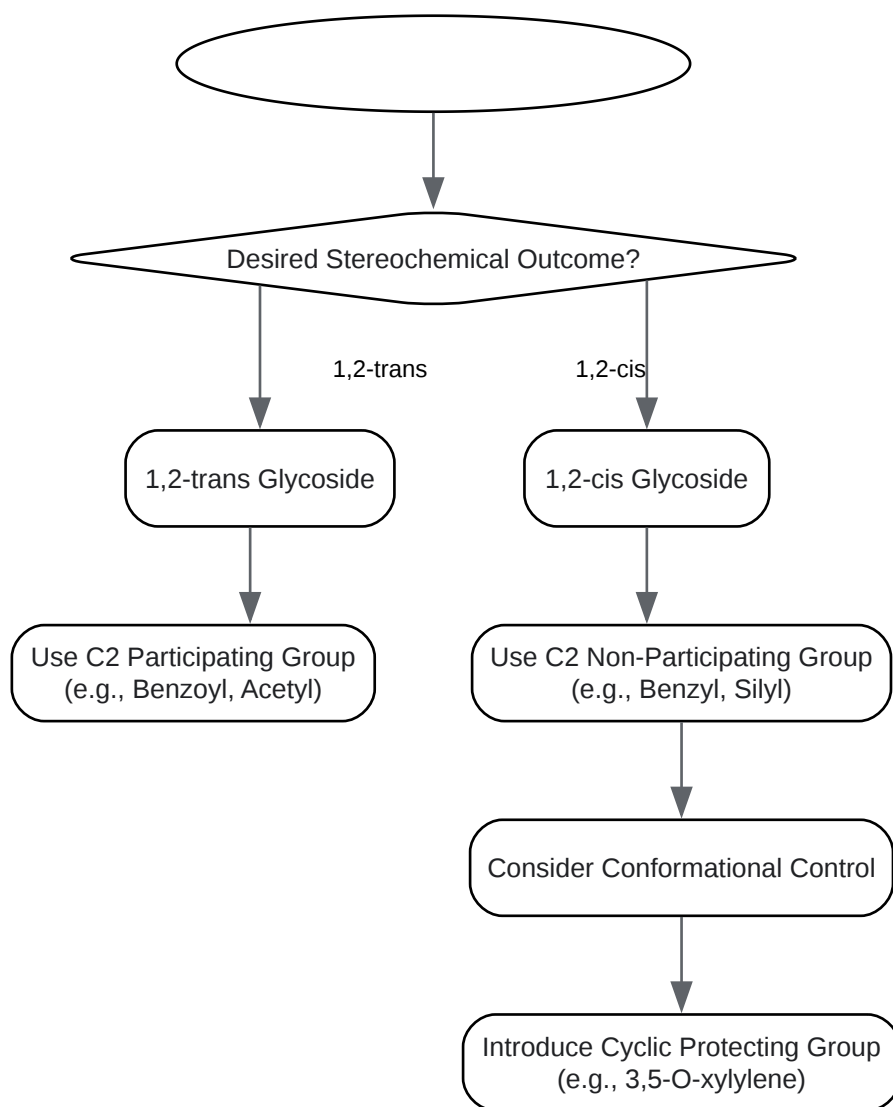 Desired Stereochemical Outcome?
1,2-trans
1,2-cis
1,2-trans Glycoside
1,2-cis Glycoside
Use C2 Participating Group
(e.g., Benzoyl, Acetyl)
Use C2 Non-Participating Group
(e.g., Benzyl, Silyl)
Consider Conformational Control
Introduce Cyclic Protecting Group
(e.g., 3,5-O-xylylene)